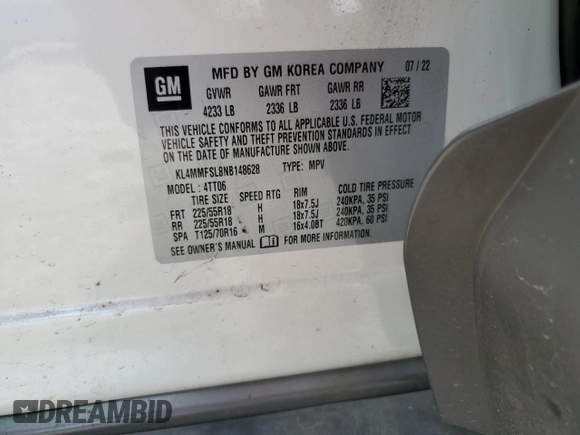 GM
MFD BY GM KOREA COMPANY 07 / 22
GVWR GAWR FRT GAWR RR
4233 LB 2336 LB 2336 LB
THIS VEHICLE CONFORMS TO ALL APPLICABLE U.S. FEDERAL MOTOR
VEHICLE SAFETY AND THEFT PREVENTION STANDARDS IN EFFECT
ON THE DATE OF MANUFACTURE SHOWN ABOVE.
KL4MMFSL8NB148628 TYPE: MPV
MODEL : 4TT06
TIRE SIZE SPEED RTG RIM COLD TIRE PRESSURE
FRT 225/55R18 H 18x7.5J 240KPA, 35 PSI
RR 225/55R18 H 18x7.5J 240KPA, 35 PSI
SPA T125/70R16 M 16x4.0BT 420KPA, 60 PSI
SEE OWNER'S MANUAL FOR MORE INFORMATION.
DREAMBID